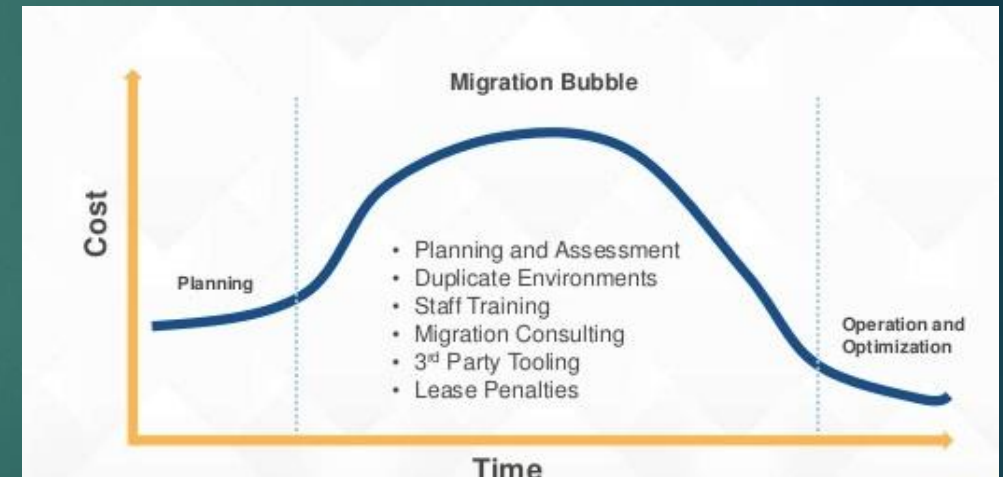 Migration Bubble
Cost
Planning
• Planning and Assessment
• Duplicate Environments
• Staff Training
• Migration Consulting
• 3rd Party Tooling
• Lease Penalties
Operation and
Optimization
Time